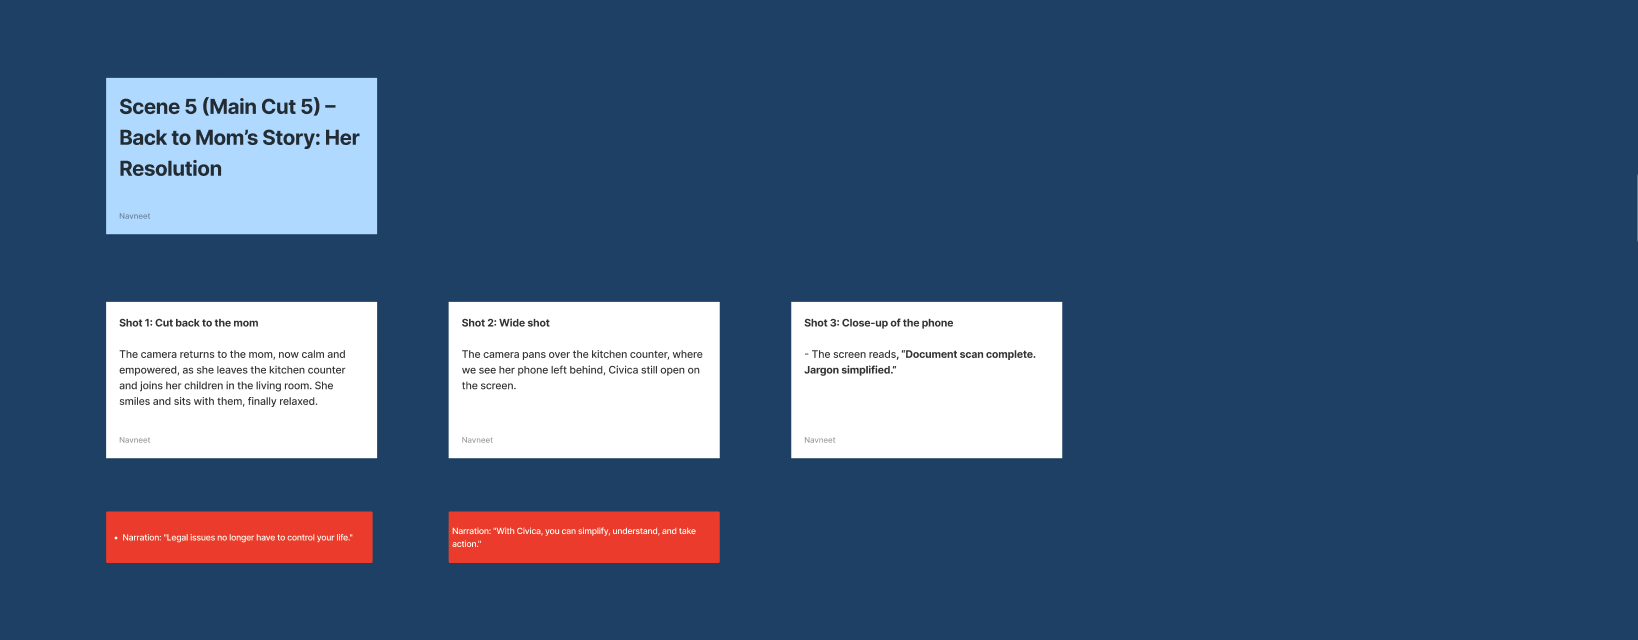 Scene 5 (Main Cut 5) –
Back to Mom's Story: Her
Resolution
Navneet
Shot 1: Cut back to the mom
The camera returns to the mom, now calm and
empowered, as she leaves the kitchen counter
and joins her children in the living room. She
smiles and sits with them, finally relaxed.
Navneet
Shot 2: Wide shot
The camera pans over the kitchen counter, where
we see her phone left behind, Civica still open on
the screen.
Navneet
Shot 3: Close-up of the phone
- The screen reads, "Document scan complete.
Jargon simplified."
Navneet
• Narration: "Legal issues no longer have to control your life."
Narration: "With Civica, you can simplify, understand, and take
action."